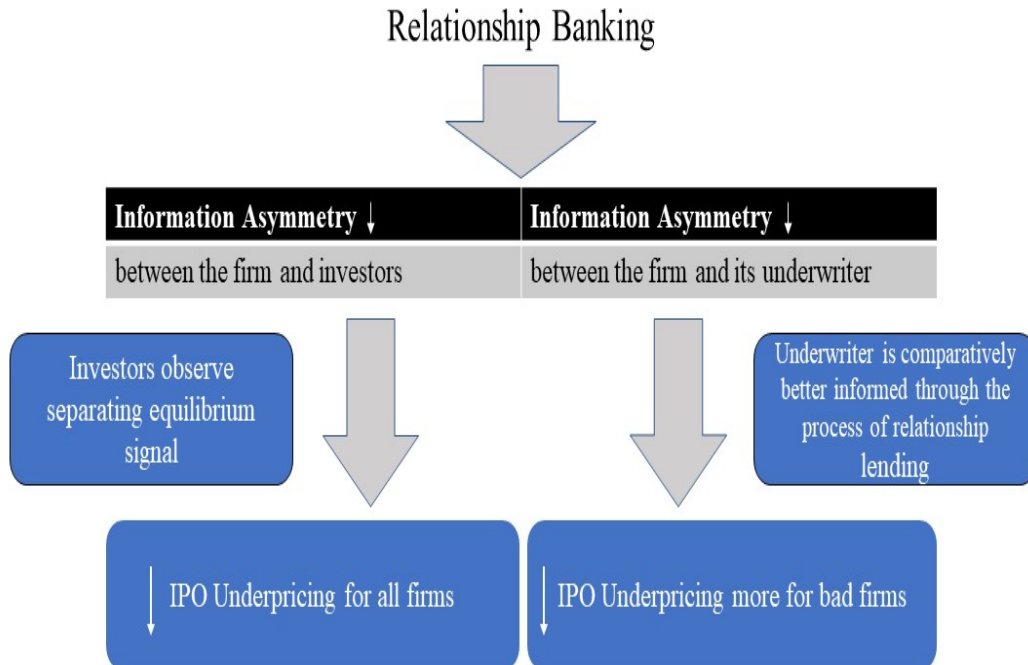 Relationship Banking
Information Asymmetry ↓
Information Asymmetry ↓
between the firm and investors
between the firm and its underwriter
Investors observe
separating equilibrium
signal
Underwriter is comparatively
better informed through the
process of relationship
lending
↓ IPO Underpricing for all firms
↓ IPO Underpricing more for bad firms